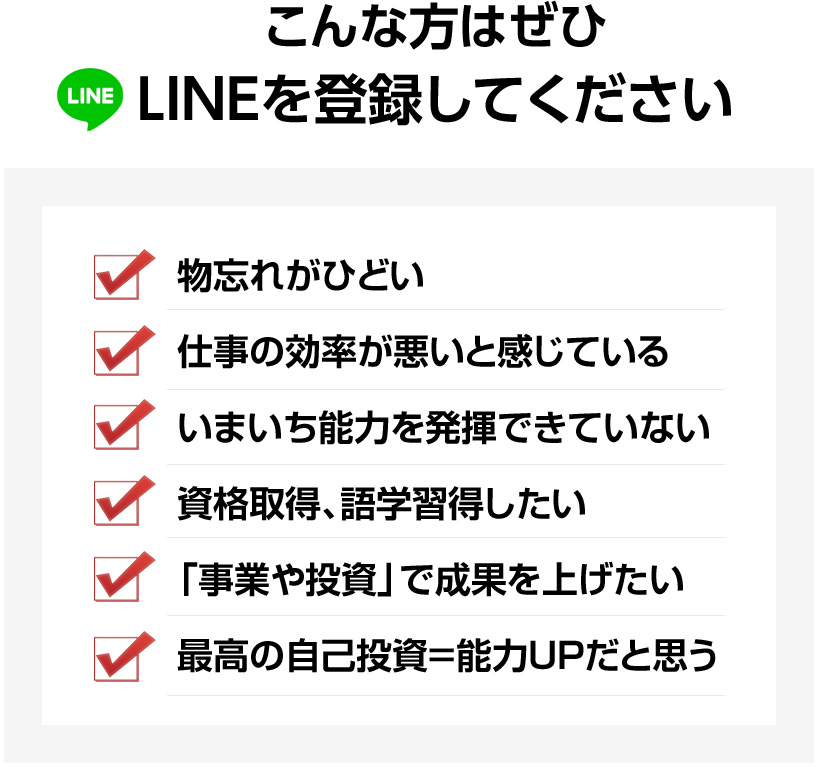 こんな方はぜひ
LINE LINEを登録してください
物忘れがひどい
仕事の効率が悪いと感じている
いまいち能力を発揮できていない
資格取得、語学習得したい
「事業や投資」で成果を上げたい
最高の自己投資=能力UPだと思う